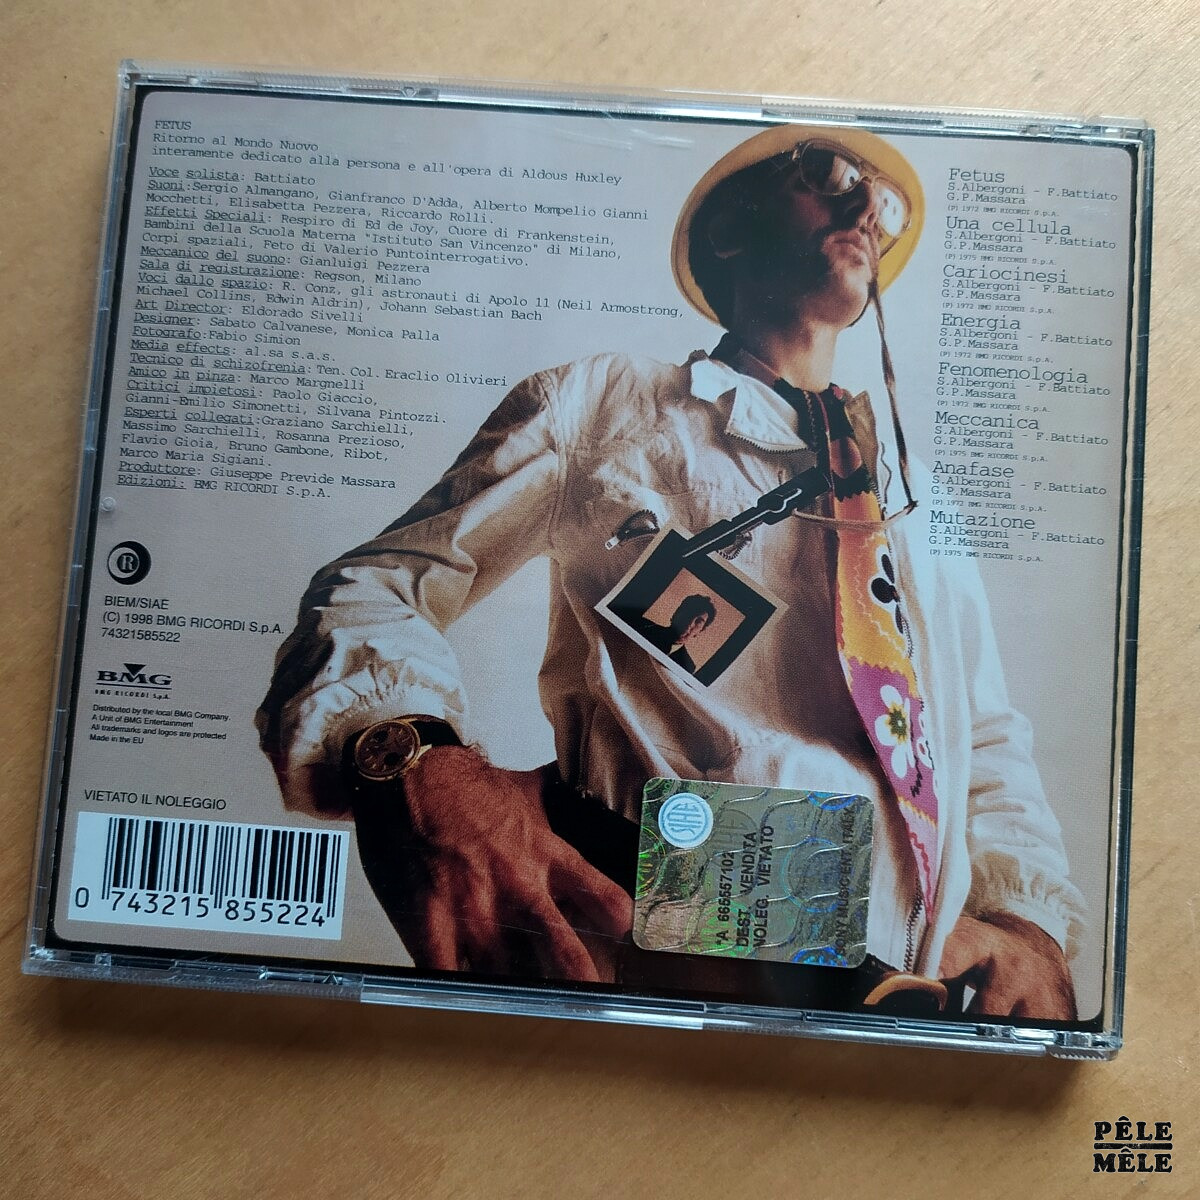 FETUS
Ritorno al Mondo Nuovo
interamente dedicato alla persona e all'opera di Aldous Huxley
Voce solista: Battiato
Suoni:Sergio Almangano, Gianfranco D'Adda, Alberto Mompelio Gianni
Mocchetti, Elisabetta Pezzera, Riccardo Rolli.
Effetti Speciali: Respiro di Ed de Joy, Cuore di Frankenstein,
Bambini della Scuola Materna "Istituto San Vincenzo" di Milano,
Corpi spaziali, Feto di Valerio Puntointerrogativo.
Meccanico del suono: Gianluigi Pezzera
Sala di registrazione: Regson, Milano
Voci dallo spazio: R. Conz, gli astronauti di Apolo 11 (Neil Armostrong,
Michael Collins, Edwin Aldrin), Johann Sebastian Bach
Art Director: Eldorado Sivelli
Designer: Sabato Calvanese, Monica Palla
Fotografo:Fabio Simion
Media effects: al.sa s.a.s.
Tecnico di schizofrenia: Ten. Col. Eraclio Olivieri
Amico in pinza: Marco Margnelli
Critici impietosi: Paolo Giaccio,
Gianni-Emilio Simonetti, Silvana Pintozzi.
Esperti collegati:Graziano Sarchielli,
Massimo Sarchielli, Rosanna Prezioso,
Flavio Gioia, Bruno Gambone, Ribot,
Marco Maria Sigiani.
Produttore: Giuseppe Previde Massara
Edizioni: BMG RICORDI S.p.A.
R
BIEM/SIAE
(C) 1998 BMG RICORDI S.p.A.
74321585522
BMG
BMG RICORDI S.p.A.
Distributed by the local BMG Company.
A Unit of BMG Entertainment
All trademarks and logos are protected
Made in the EU
VIETATO IL NOLEGGIO
0 743215 855224
Fetus
S.Albergoni - F.Battiato
G.P.Massara
(P) 1972 BMG RICORDI S.p.A.
Una cellula
S.Albergoni - F.Battiato
G.P.Massara
(P) 1975 BMG RICORDI S.p.A.
Cariocinesi
S.Albergoni - F.Battiato
G.P.Massara
(P) 1972 BMG RICORDI S.p.A.
Energia
S.Albergoni - F.Battiato
G.P.Massara
(P) 1972 BMG RICORDI S.p.A.
Fenomenologia
S.Albergoni - F.Battiato
G.P.Massara
(P) 1972 BMG RICORDI S.p.A.
Meccanica
S.Albergoni - F.Battiato
G.P.Massara
(P) 1975 BMG RICORDI S.p.A.
Anafase
S.Albergoni - F.Battiato
G.P.Massara
(P) 1972 BMG RICORDI S.p.A.
Mutazione
S.Albergoni - F.Battiato
G.P.Massara
(P) 1975 BMG RICORDI S.p.A.
SIAE
*A 665567102
DEST. VENDITA
NOLEG. VIETATO
SONY MUSIC ENT. ITALY
PÊLE
MÊLE